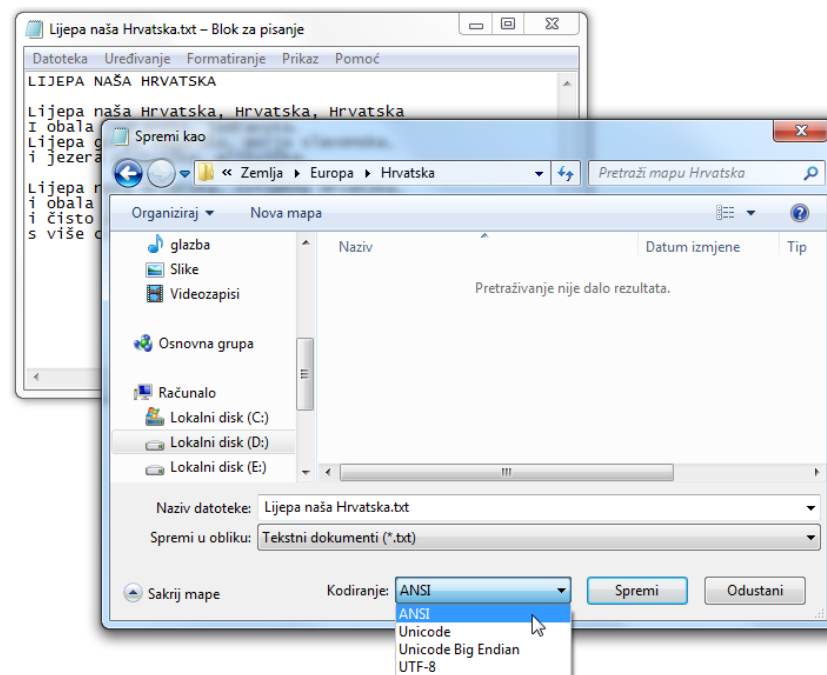 Lijepa naša Hrvatska.txt – Blok za pisanje
Datoteka Uređivanje Formatiranje Prikaz Pomoć
LIJEPA NAŠA HRVATSKA
Lijepa naša Hrvatska, Hrvatska, Hrvatska
I obala
Lijepa
i jezera
Lijepa
i obala
i čisto
s više
Spremi kao
« Zemlja Europa Hrvatska
Pretraži mapu Hrvatska
Organiziraj Nova mapa
glazba
Slike
Videozapisi
Osnovna grupa
Računalo
Lokalni disk (C:)
Lokalni disk (D:)
Lokalni disk (E:)
Naziv Datum izmjene Tip
Pretraživanje nije dalo rezultata.
Naziv datoteke: Lijepa naša Hrvatska.txt
Spremi u obliku: Tekstni dokumenti (*.txt)
Sakrij mape Kodiranje: ANSI Spremi Odustani
ANSI
Unicode
Unicode Big Endian
UTF-8